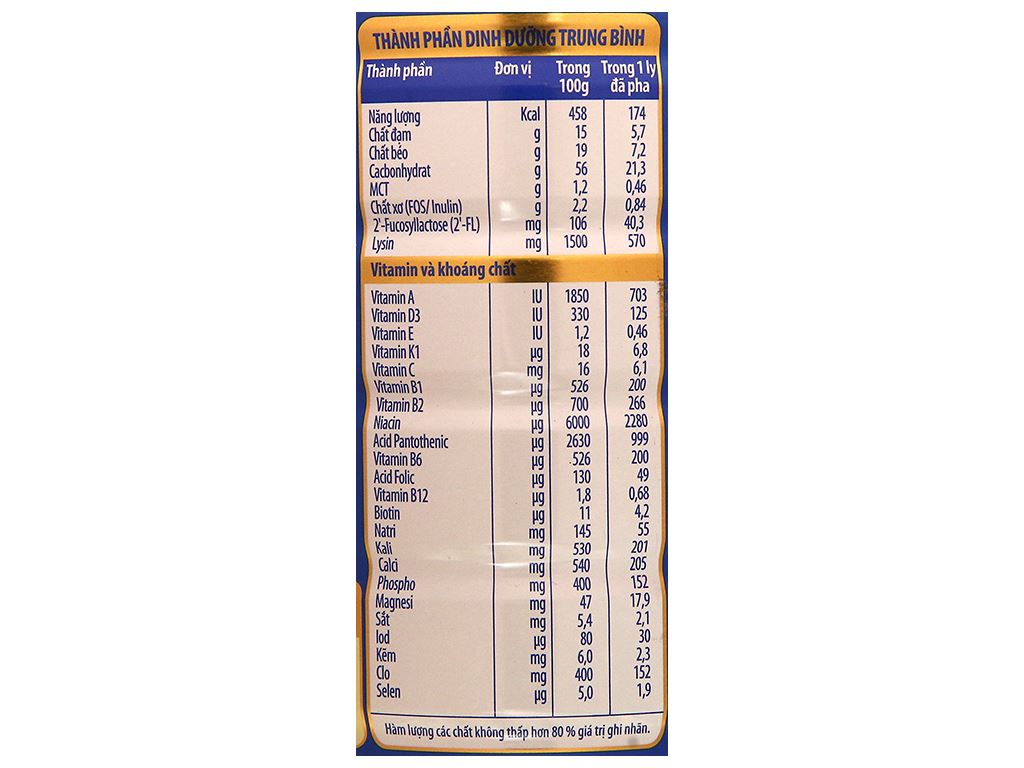 THÀNH PHẦN DINH DƯỠNG TRUNG BÌNH
Thành phần Đơn vị Trong 100g Trong 1 ly đã pha
Năng lượng Kcal 458 174
Chất đạm g 15 5,7
Chất béo g 19 7,2
Cacbonhydrat g 56 21,3
MCT g 1,2 0,46
Chất xơ (FOS/ Inulin) g 2,2 0,84
2'-Fucosyllactose (2'-FL) mg 106 40,3
Lysin mg 1500 570
Vitamin và khoáng chất
Vitamin A IU 1850 703
Vitamin D3 IU 330 125
Vitamin E IU 1,2 0,46
Vitamin K1 µg 18 6,8
Vitamin C mg 16 6,1
Vitamin B1 µg 526 200
Vitamin B2 µg 700 266
Niacin µg 6000 2280
Acid Pantothenic µg 2630 999
Vitamin B6 µg 526 200
Acid Folic µg 130 49
Vitamin B12 µg 1,8 0,68
Biotin µg 11 4,2
Natri mg 145 55
Kali mg 530 201
Calci mg 540 205
Phospho mg 400 152
Magnesi mg 47 17,9
Sắt mg 5,4 2,1
Iod µg 80 30
Kẽm mg 6,0 2,3
Clo mg 400 152
Selen µg 5,0 1,9
Hàm lượng các chất không thấp hơn 80 % giá trị ghi nhãn.